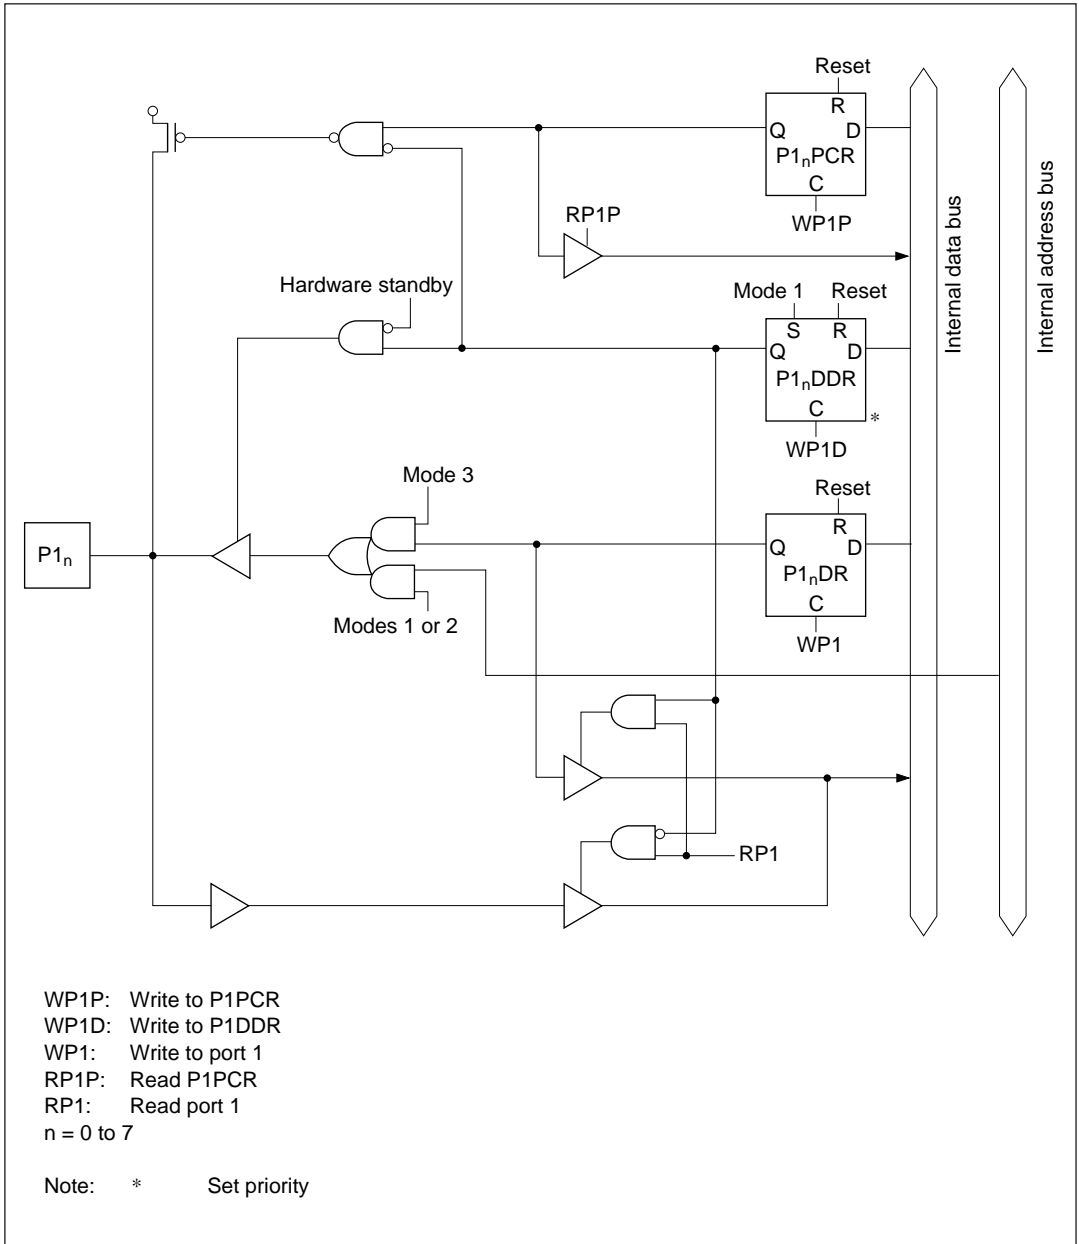 Reset
R
Q D
P1nPCR
C
WP1P
RP1P
Internal data bus
Internal address bus
Hardware standby
Mode 1 Reset
S R
Q D
P1nDDR
C
*
WP1D
Mode 3
Reset
R
Q D
P1nDR
C
WP1
P1n
Modes 1 or 2
RP1
WP1P: Write to P1PCR
WP1D: Write to P1DDR
WP1: Write to port 1
RP1P: Read P1PCR
RP1: Read port 1
n = 0 to 7
Note: * Set priority